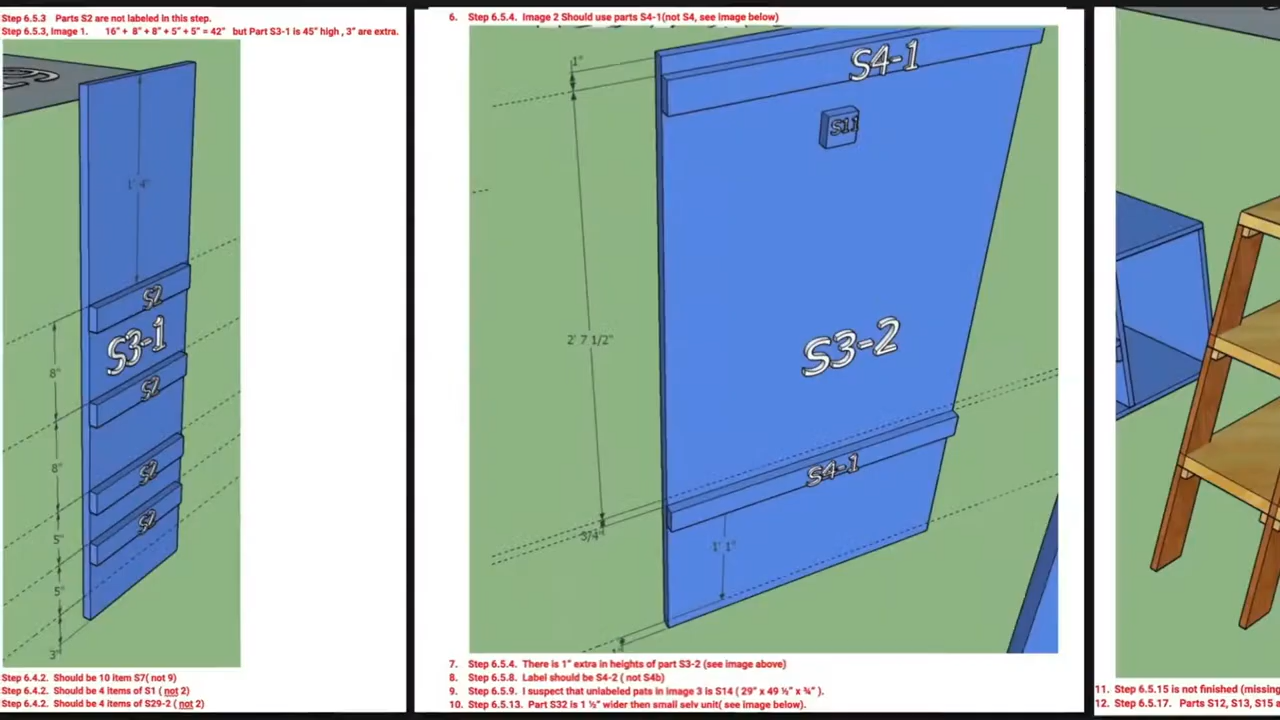 Step 6.5.3 Parts S2 are not labeled in this step.
Step 6.5.3, Image 1. 16" + 8" + 8" + 5" + 5" = 42" but Part S3-1 is 45" high , 3" are extra.
1' 4"
S2
S3-1
8"
S2
8"
S2
S2
5"
5"
3"
Step 6.4.2. Should be 10 item S7( not 9)
Step 6.4.2. Should be 4 items of S1 ( not 2)
Step 6.4.2. Should be 4 items of S29-2 ( not 2)
6. Step 6.5.4. Image 2 Should use parts S4-1(not S4, see image below)
1"
S4-1
S11
2' 7 1/2"
S3-2
S4-1
3/4"
1' 1"
7. Step 6.5.4. There is 1" extra in heights of part S3-2 (see image above)
8. Step 6.5.8. Label should be S4-2 ( not S4b)
9. Step 6.5.9. I suspect that unlabeled pats in image 3 is S14 ( 29" x 49 ½" x ¾" ).
10. Step 6.5.13. Part S32 is 1 ½" wider then small selv unit( see image below).
11. Step 6.5.15 is not finished (missing
12. Step 6.5.17. Parts S12, S13, S15 a